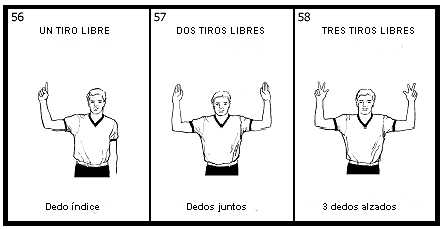 56
UN TIRO LIBRE
Dedo índice
57
DOS TIROS LIBRES
Dedos juntos
58
TRES TIROS LIBRES
3 dedos alzados